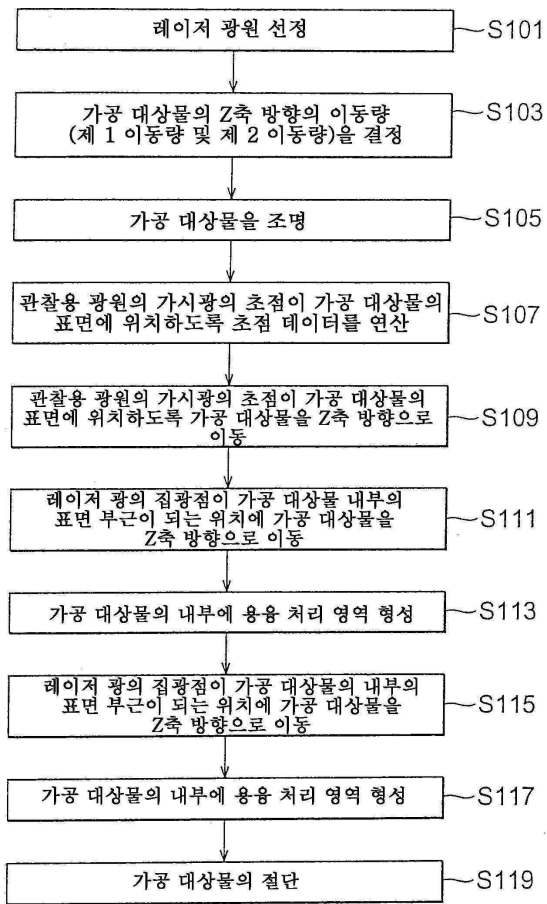 레이저 광원 선정
S101
가공 대상물의 Z축 방향의 이동량
(제 1 이동량 및 제 2 이동량)을 결정
S103
가공 대상물을 조명
S105
관찰용 광원의 가시광의 초점이 가공 대상물의
표면에 위치하도록 초점 데이터를 연산
S107
관찰용 광원의 가시광의 초점이 가공 대상물의
표면에 위치하도록 가공 대상물을 Z축 방향으로
이동
S109
레이저 광의 집광점이 가공 대상물 내부의
표면 부근이 되는 위치에 가공 대상물을
Z축 방향으로 이동
S111
가공 대상물의 내부에 용융 처리 영역 형성
S113
레이저 광의 집광점이 가공 대상물의 내부의
표면 부근이 되는 위치에 가공 대상물을
Z축 방향으로 이동
S115
가공 대상물의 내부에 용융 처리 영역 형성
S117
가공 대상물의 절단
S119